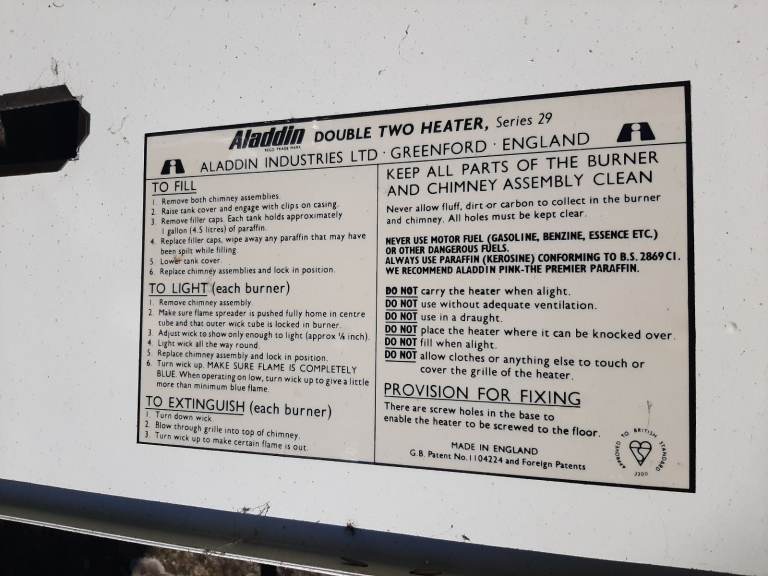 Aladdin DOUBLE TWO HEATER, Series 29
REGD TRADE MARK
ALADDIN INDUSTRIES LTD · GREENFORD · ENGLAND
TO FILL
1. Remove both chimney assemblies.
2. Raise tank cover and engage with clips on casing.
3. Remove filler caps. Each tank holds approximately
1 gallon (4.5 litres) of paraffin.
4. Replace filler caps, wipe away any paraffin that may have
been spilt while filling
5. Lower tank cover.
6. Replace chimney assemblies and lock in position.
TO LIGHT (each burner)
1. Remove chimney assembly.
2. Make sure flame spreader is pushed fully home in centre
tube and that outer wick tube is locked in burner.
3. Adjust wick to show only enough to light (approx ⅛ inch).
4. Light wick all the way round.
5. Replace chimney assembly and lock in position.
6. Turn wick up. MAKE SURE FLAME IS COMPLETELY
BLUE. When operating on low, turn wick up to give a little
more than minimum blue flame.
TO EXTINGUISH (each burner)
1. Turn down wick.
2. Blow through grille into top of chimney.
3. Turn wick up to make certain flame is out.
KEEP ALL PARTS OF THE BURNER
AND CHIMNEY ASSEMBLY CLEAN
Never allow fluff, dirt or carbon to collect in the burner
and chimney. All holes must be kept clear.
NEVER USE MOTOR FUEL (GASOLINE, BENZINE, ESSENCE ETC.)
OR OTHER DANGEROUS FUELS.
ALWAYS USE PARAFFIN (KEROSINE) CONFORMING TO B.S. 2869 C1.
WE RECOMMEND ALADDIN PINK-THE PREMIER PARAFFIN.
DO NOT carry the heater when alight.
DO NOT use without adequate ventilation.
DO NOT use in a draught.
DO NOT place the heater where it can be knocked over.
DO NOT fill when alight.
DO NOT allow clothes or anything else to touch or
cover the grille of the heater.
PROVISION FOR FIXING
There are screw holes in the base to
enable the heater to be screwed to the floor.
MADE IN ENGLAND
G.B. Patent No. 1104224 and Foreign Patents
APPROVED TO BRITISH STANDARD
3300